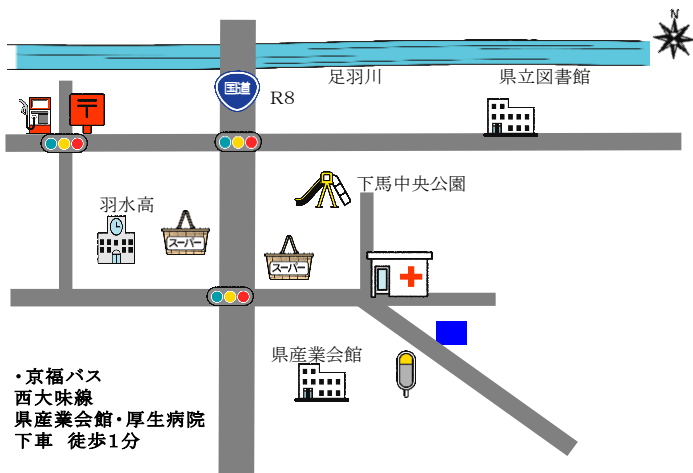 N
足羽川
県立図書館
国道
R8
〒
下馬中央公園
羽水高
スーパー
スーパー
県産業会館
・京福バス
西大味線
県産業会館・厚生病院
下車 徒歩1分